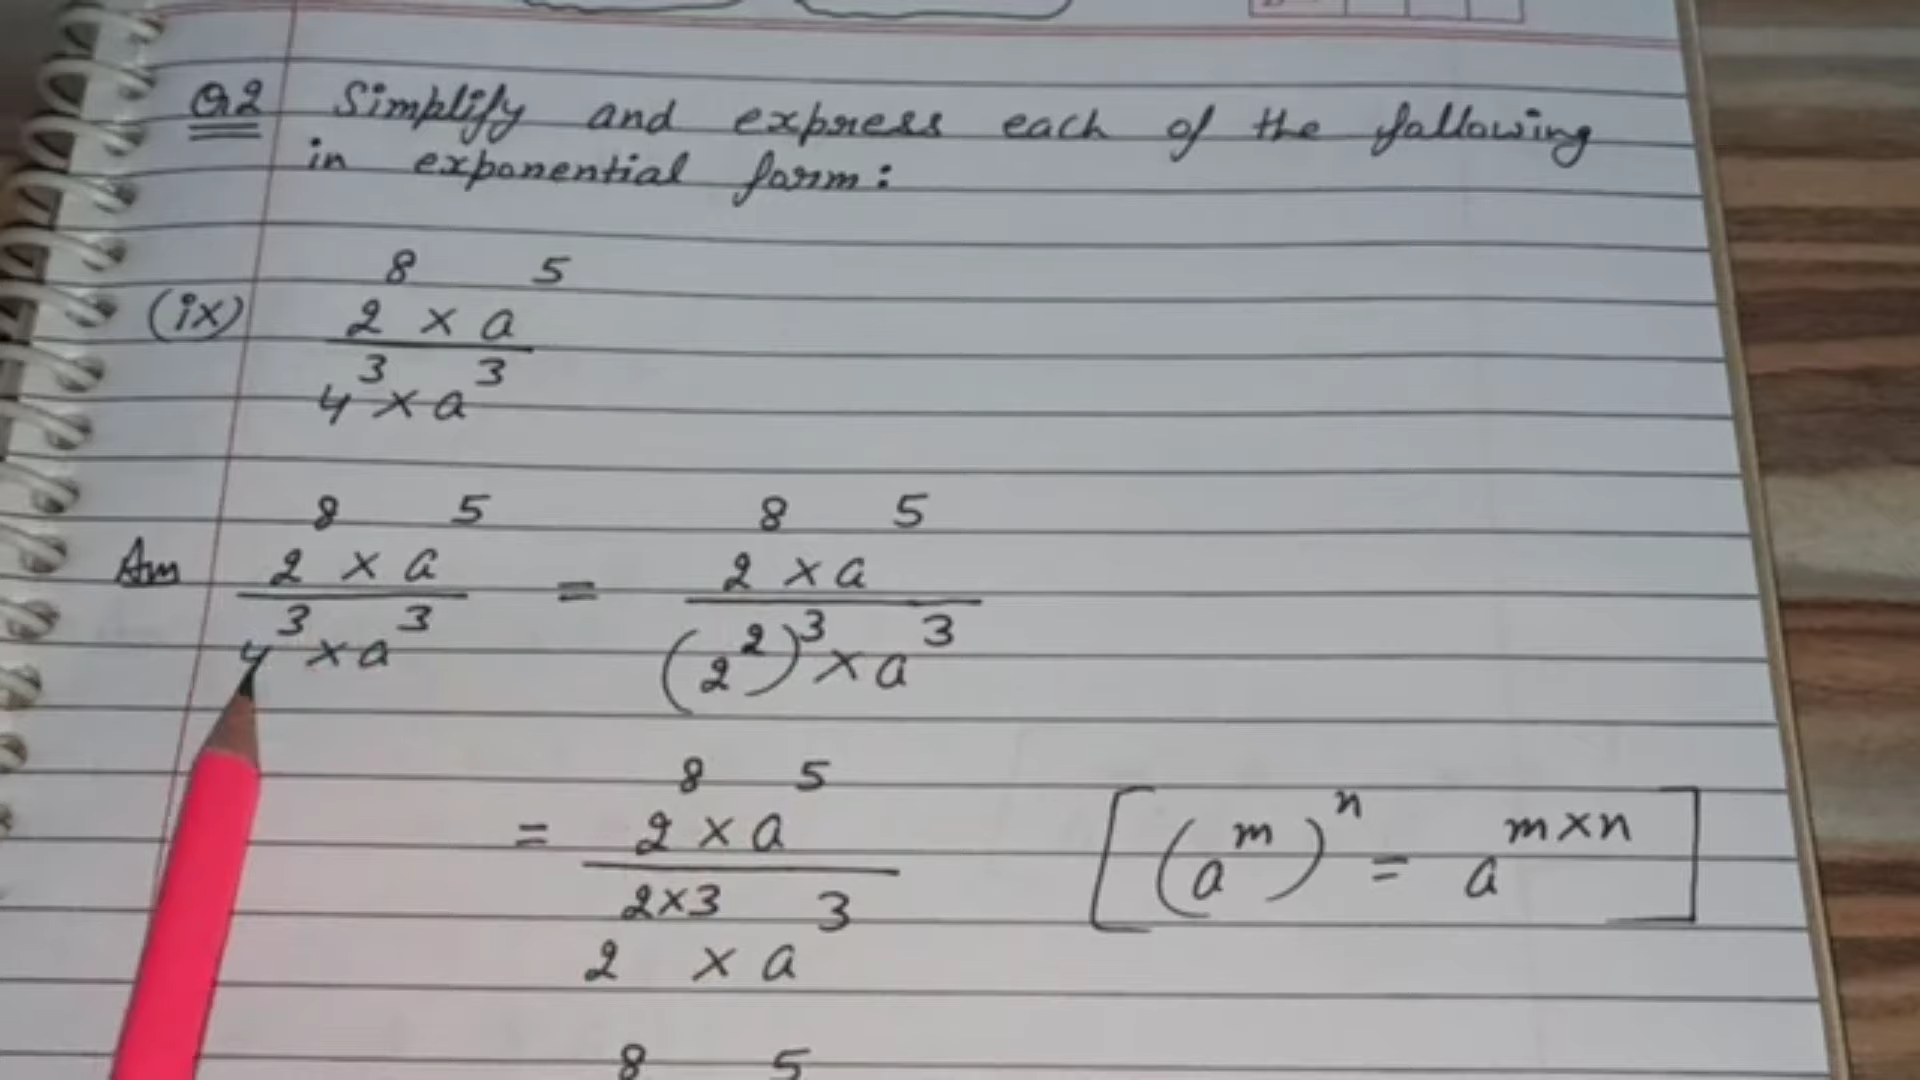 Q2 Simplify and express each of the following
in exponential form:
(ix) 2^8 × a^5 / 4^3 × a^3
Ans 2^8 × a^5 / 4^3 × a^3 = 2^8 × a^5 / (2^2)^3 × a^3
= 2^8 × a^5 / 2^2×3 × a^3 [(a^m)^n = a^m×n]
8 5